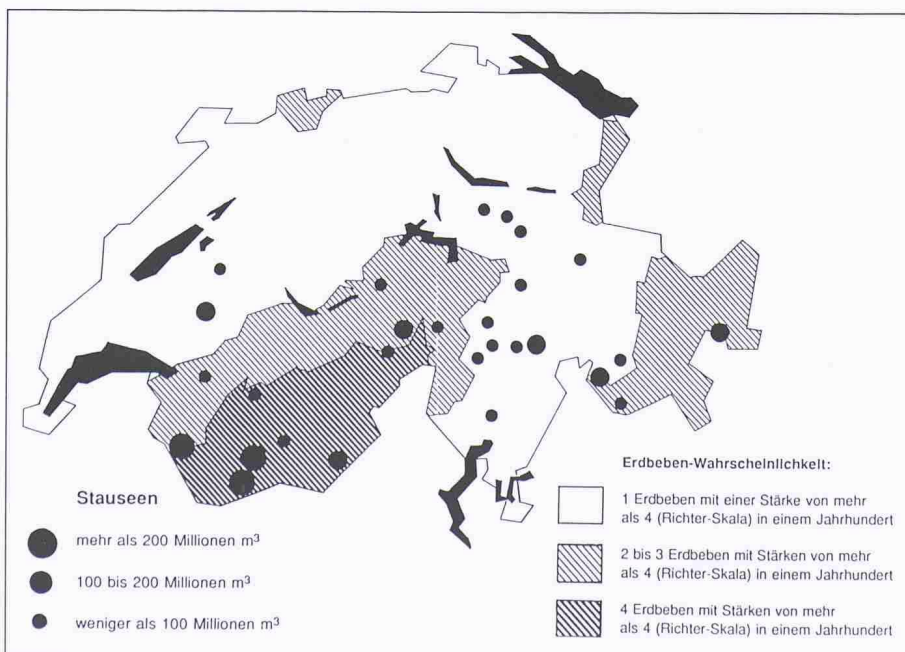 Stauseen
mehr als 200 Millionen m³
100 bis 200 Millionen m³
weniger als 100 Millionen m³
Erdbeben-Wahrscheinlichkeit:
1 Erdbeben mit einer Stärke von mehr
als 4 (Richter-Skala) in einem Jahrhundert
2 bis 3 Erdbeben mit Stärken von mehr
als 4 (Richter-Skala) in einem Jahrhundert
4 Erdbeben mit Stärken von mehr
als 4 (Richter-Skala) in einem Jahrhundert